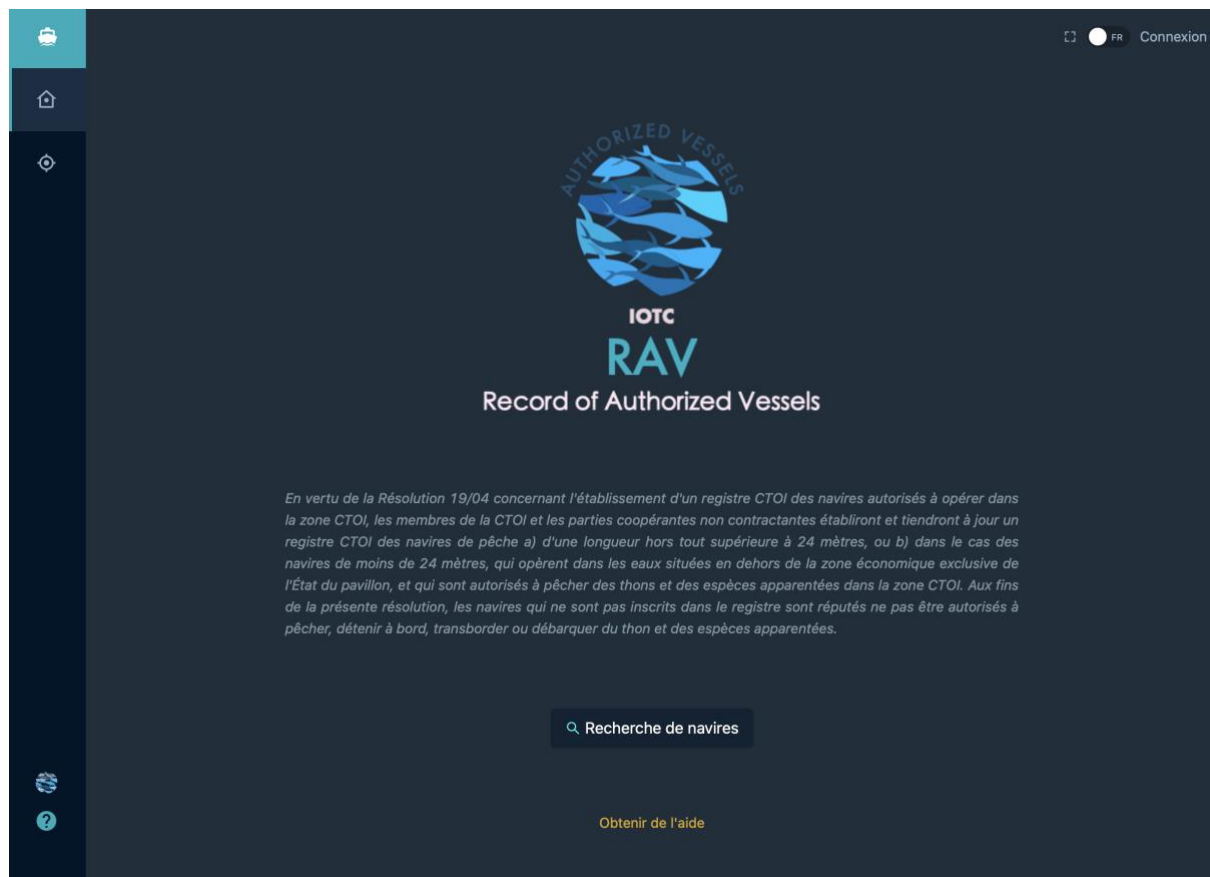 FR Connexion
AUTHORIZED VESSELS
IOTC
RAV
Record of Authorized Vessels
En vertu de la Résolution 19/04 concernant l'établissement d'un registre CTOI des navires autorisés à opérer dans
la zone CTOI, les membres de la CTOI et les parties coopérantes non contractantes établiront et tiendront à jour un
registre CTOI des navires de pêche a) d'une longueur hors tout supérieure à 24 mètres, ou b) dans le cas des
navires de moins de 24 mètres, qui opèrent dans les eaux situées en dehors de la zone économique exclusive de
l'État du pavillon, et qui sont autorisés à pêcher des thons et des espèces apparentées dans la zone CTOI. Aux fins
de la présente résolution, les navires qui ne sont pas inscrits dans le registre sont réputés ne pas être autorisés à
pêcher, détenir à bord, transborder ou débarquer du thon et des espèces apparentées.
Recherche de navires
Obtenir de l'aide